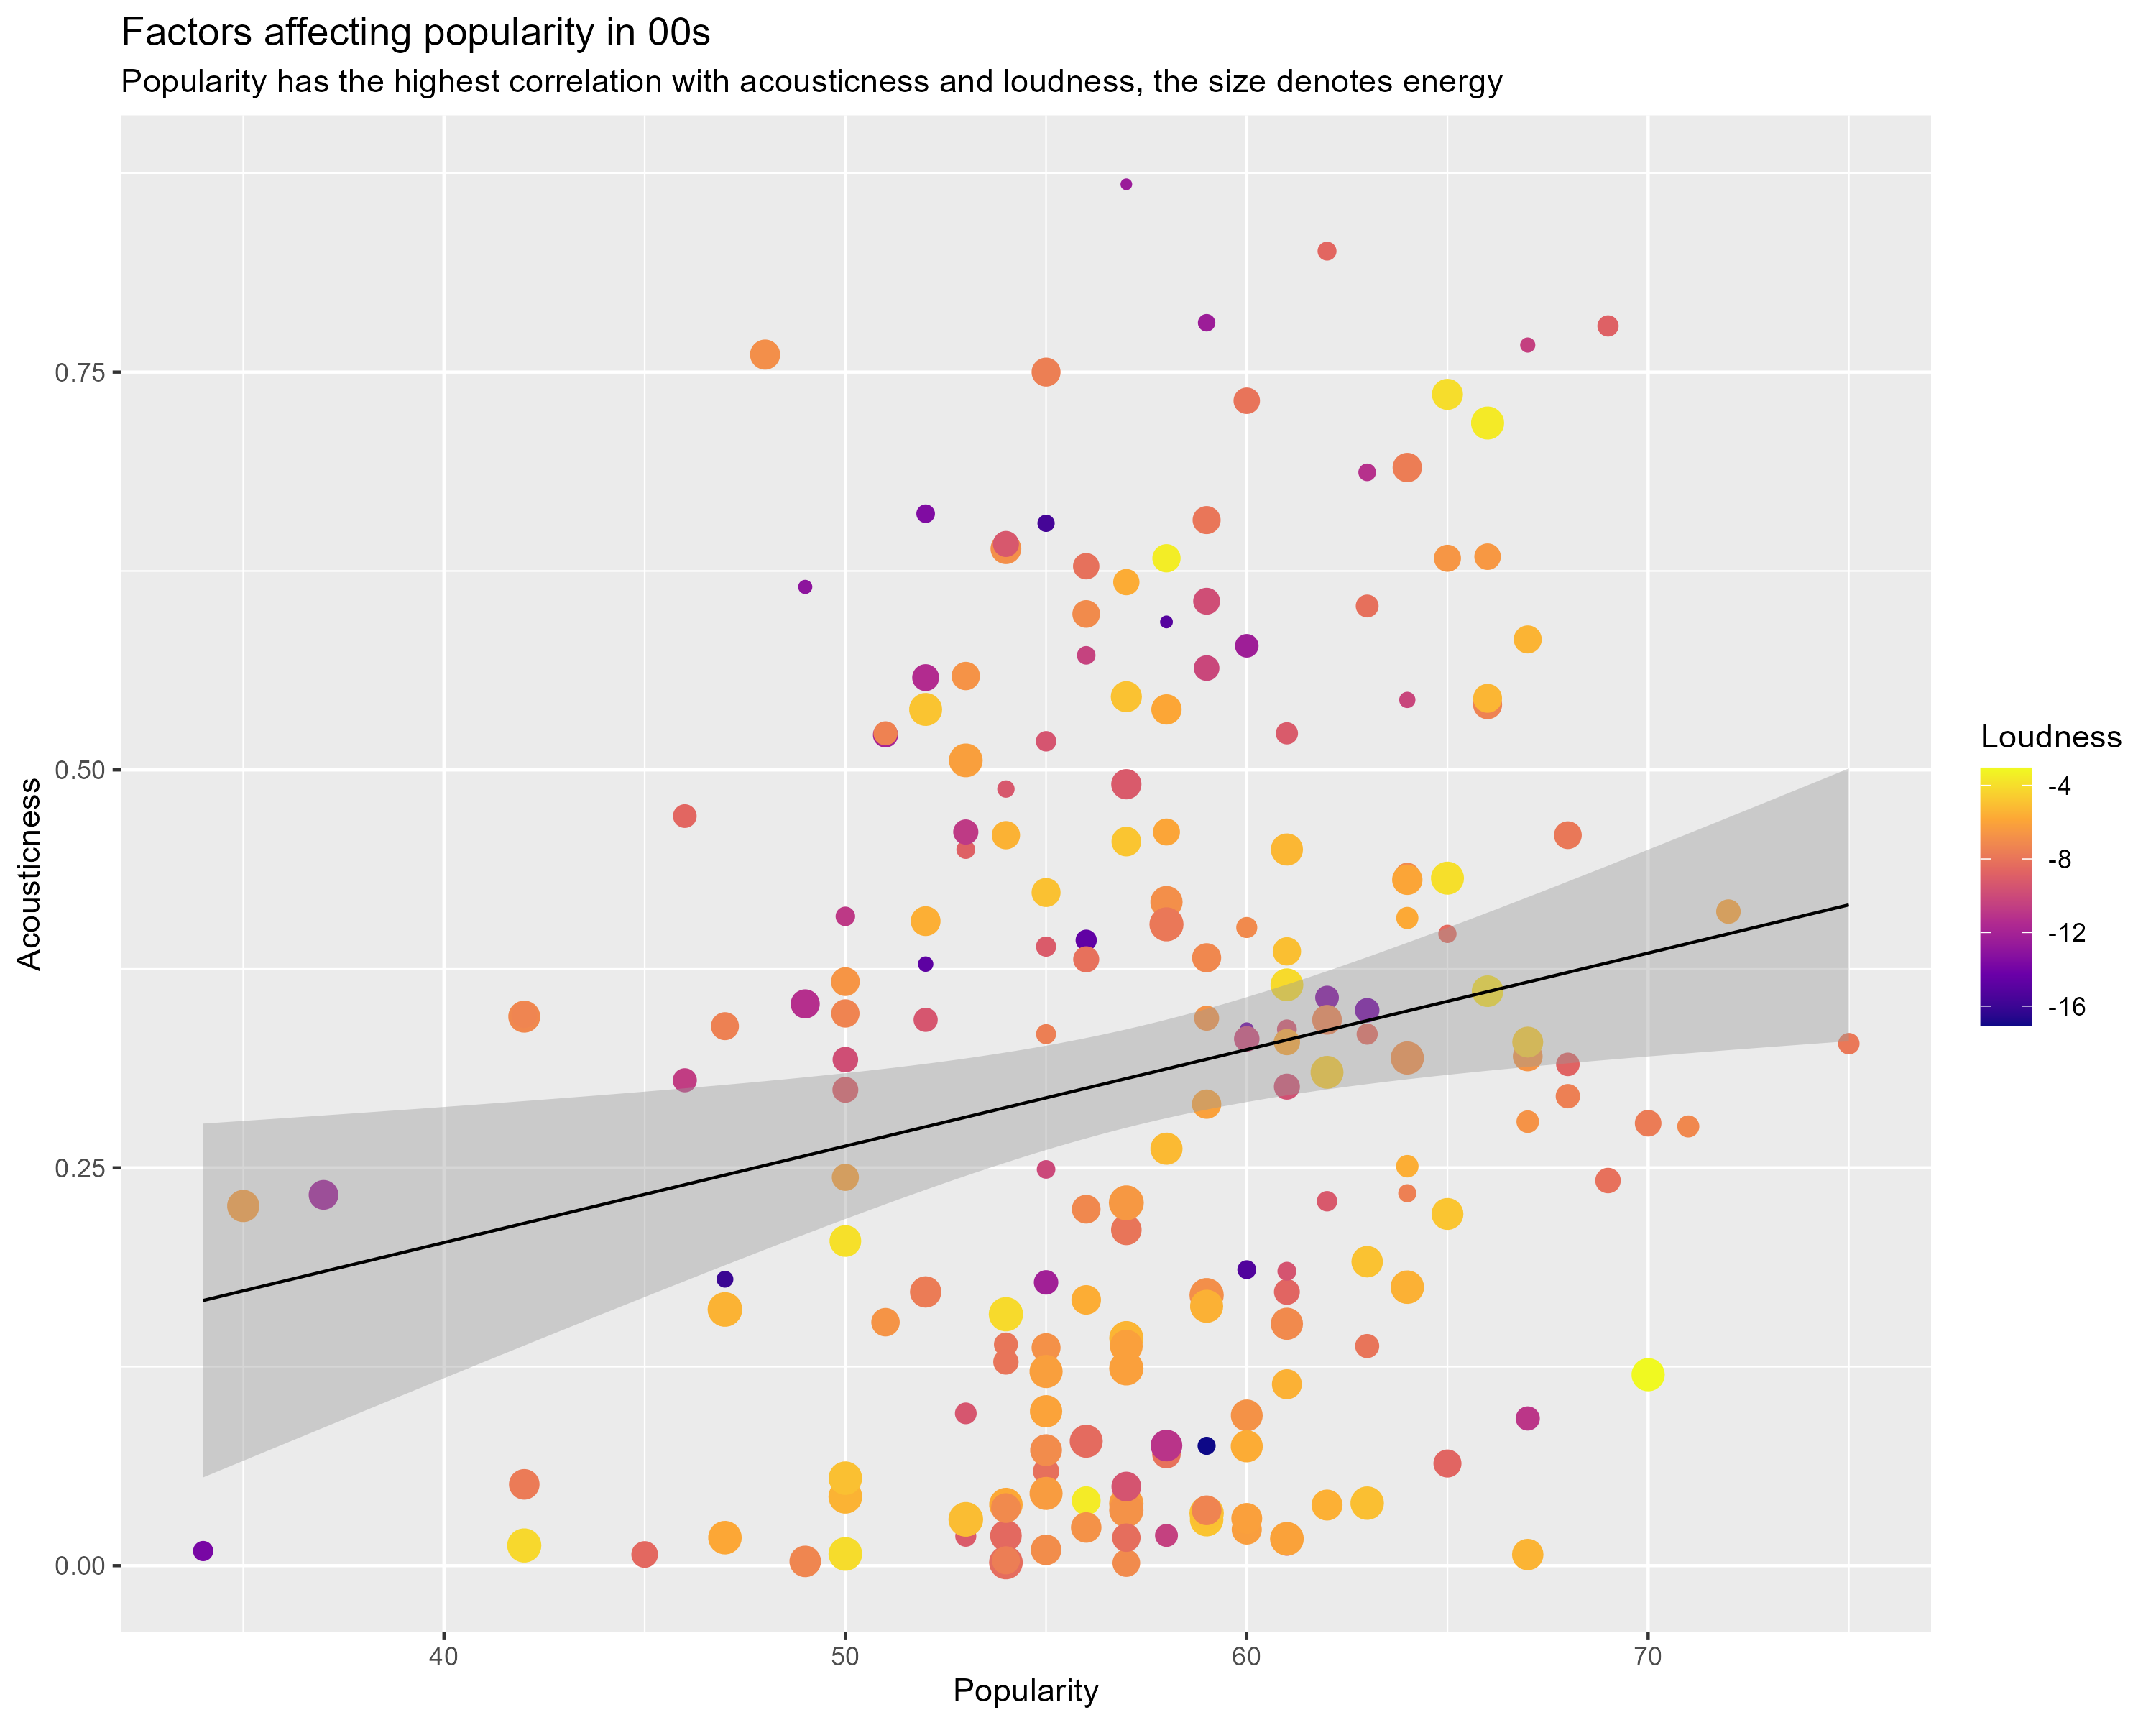 Factors affecting popularity in 00s
Popularity has the highest correlation with acousticness and loudness, the size denotes energy
Acousticness
0.75
0.50
0.25
0.00
40
50
60
70
Popularity
Loudness
-4
-8
-12
-16